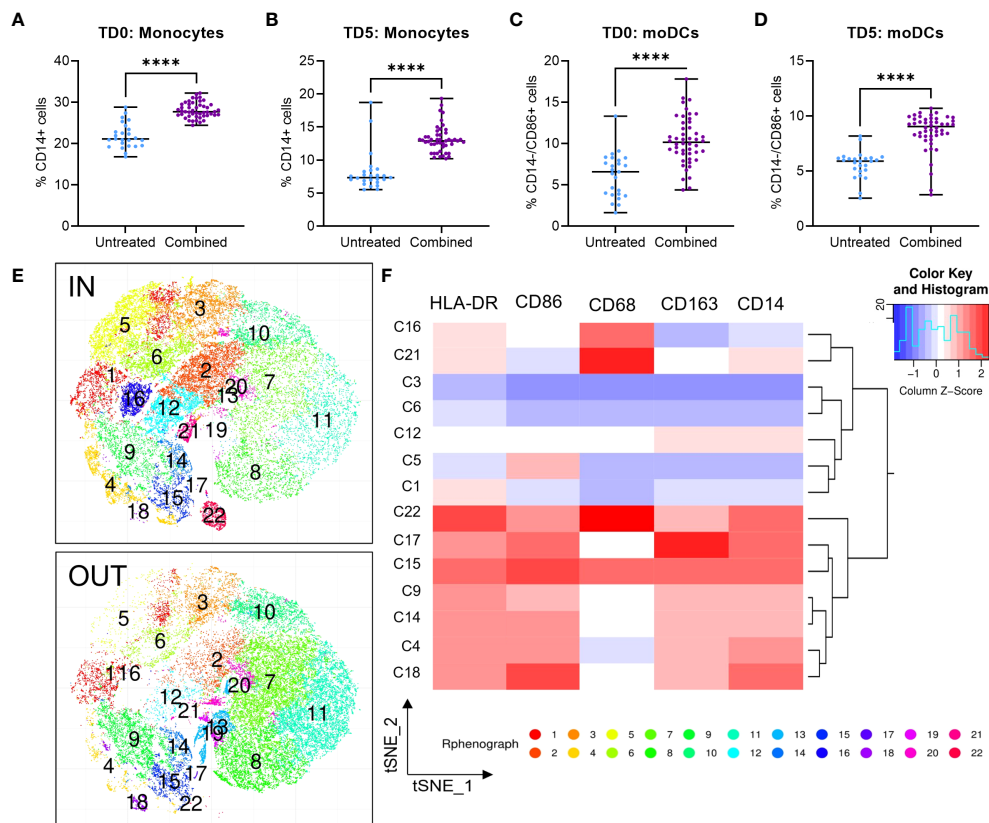 A
TD0: Monocytes
% CD14+ cells
40
30
20
10
0
****
Untreated
Combined
B
TD5: Monocytes
% CD14+ cells
25
20
15
10
5
0
****
Untreated
Combined
C
TD0: moDCs
% CD14-/CD86+ cells
20
15
10
5
0
****
Untreated
Combined
D
TD5: moDCs
% CD14-/CD86+ cells
15
10
5
0
****
Untreated
Combined
E
IN
3
5
10
6
2
7
1
20
13
16
12
11
21
19
9
14
8
4
17
15
18
22
OUT
3
5
10
6
2
116
20
7
12
21
11
13
19
9
14
8
4
17
15
18
22
tSNE_2
tSNE_1
F
HLA-DR
CD86
CD68
CD163
CD14
C16
C21
C3
C6
C12
C5
C1
C22
C17
C15
C9
C14
C4
C18
Color Key
and Histogram
20
0
−1
0
1
2
Column Z−Score
Rphenograph
1
3
5
7
9
11
13
15
17
19
21
2
4
6
8
10
12
14
16
18
20
22